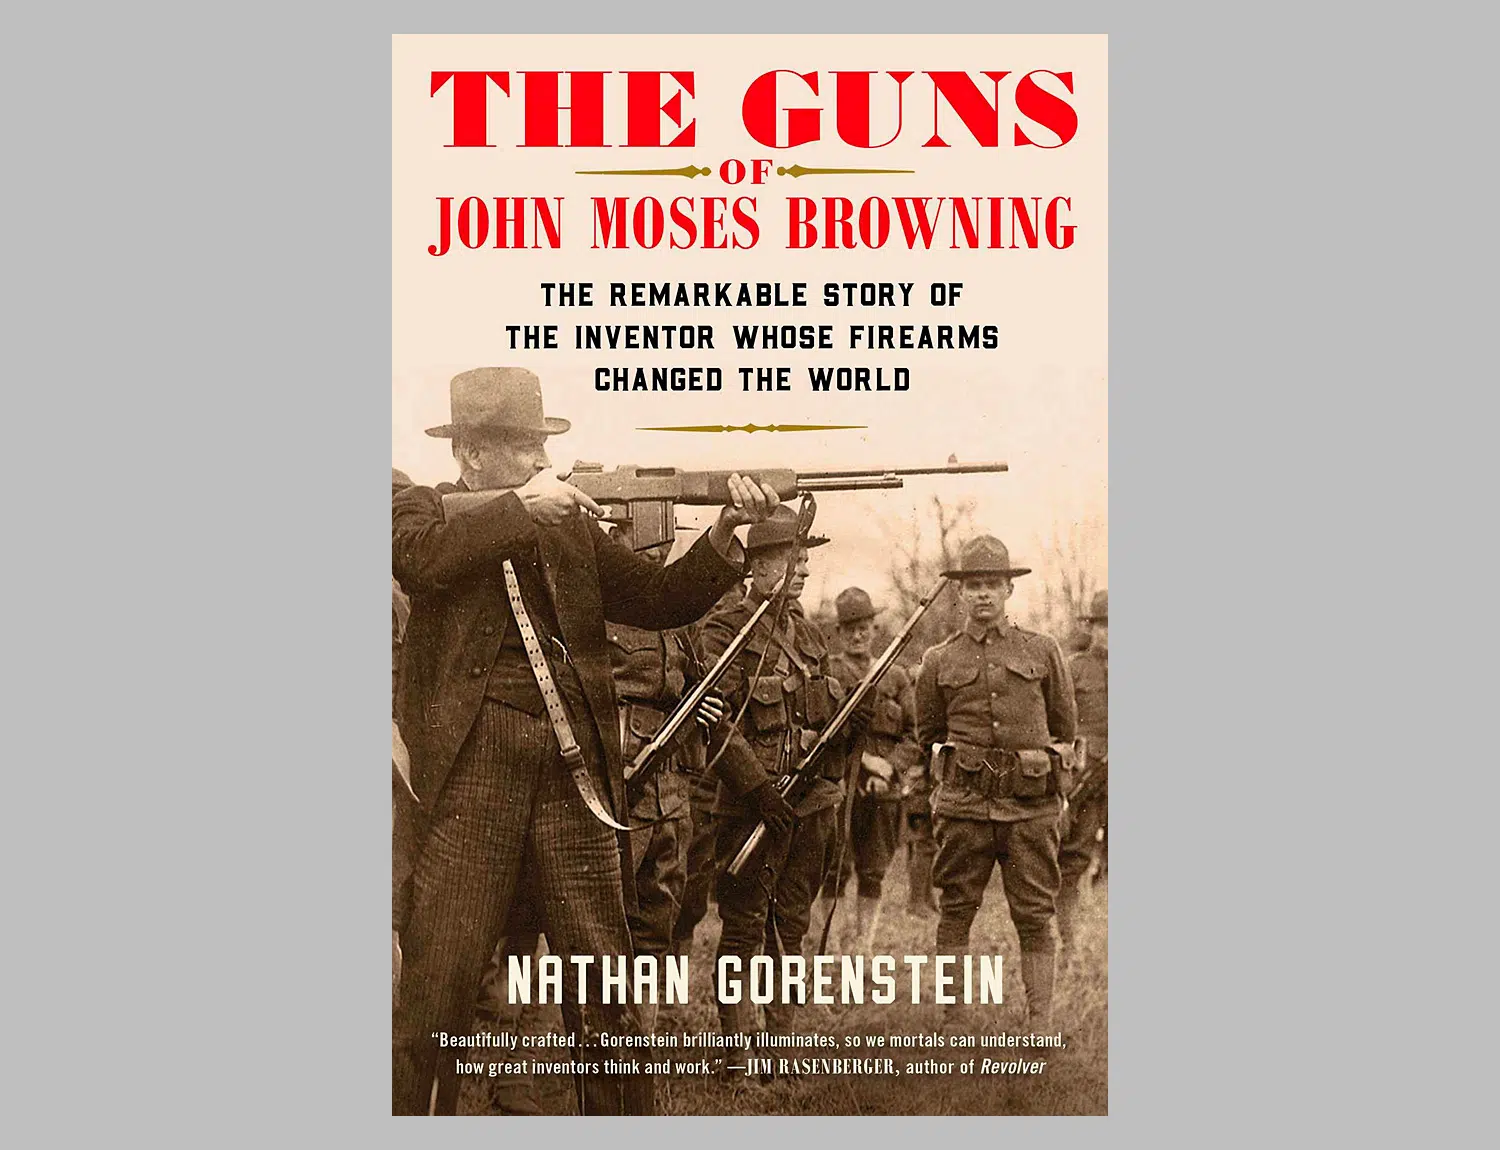 THE GUNS
OF
JOHN MOSES BROWNING
THE REMARKABLE STORY OF
THE INVENTOR WHOSE FIREARMS
CHANGED THE WORLD
NATHAN GORENSTEIN
“Beautifully crafted . . . Gorenstein brilliantly illuminates, so we mortals can understand,
how great inventors think and work.” —JIM RASENBERGER, author of Revolver